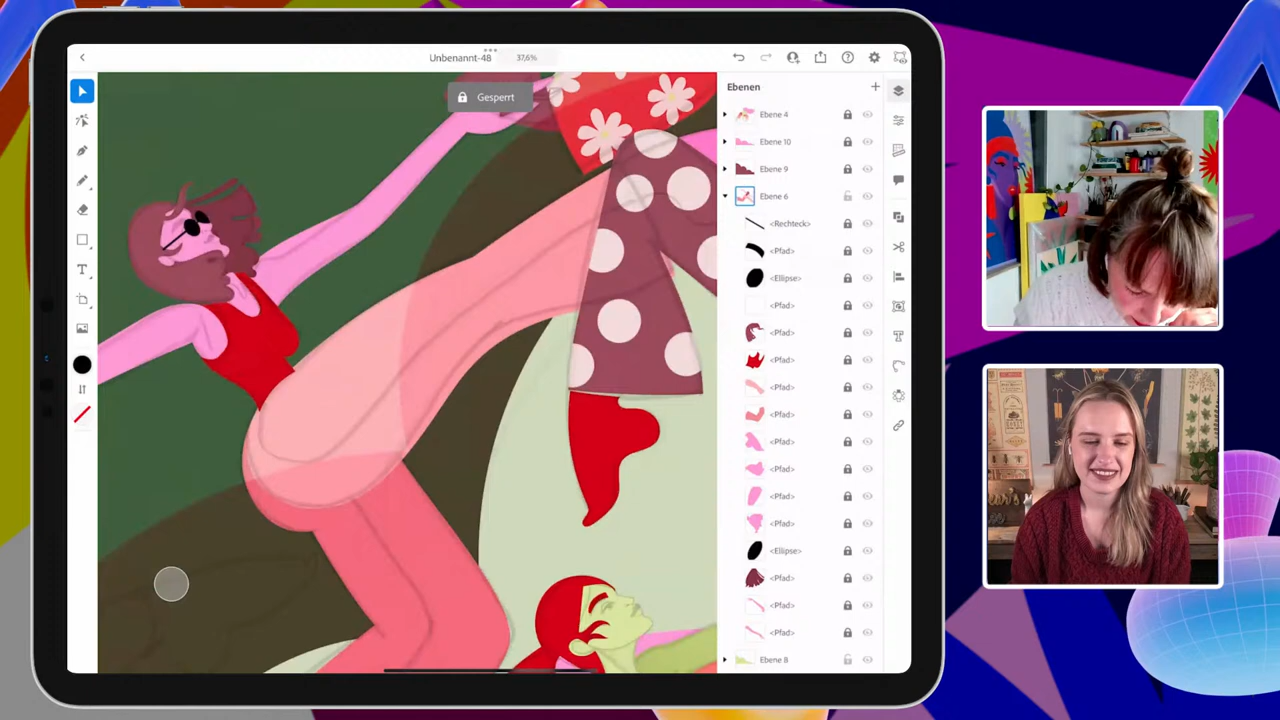 Unbenannt-48
37,6%
Gesperrt
Ebenen
Ebene 4
Ebene 10
Ebene 9
Ebene 6
<Rechteck>
<Pfad>
<Ellipse>
<Pfad>
<Pfad>
<Pfad>
<Pfad>
<Pfad>
<Pfad>
<Pfad>
<Pfad>
<Pfad>
<Ellipse>
<Pfad>
<Pfad>
<Pfad>
Ebene 8